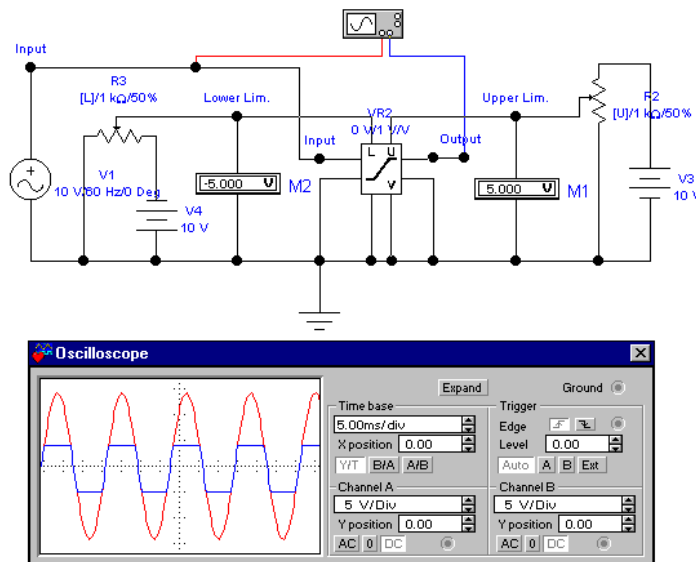 Input
R3
[L]/1 kΩ/50%
Lower Lim.
Upper Lim.
R2
[U]/1 kΩ/50%
VR2
0 V/1 V/V
Input
Output
L U
V
V1
10 V/60 Hz/0 Deg
-5.000 V
M2
5.000 V
M1
V4
10 V
V3
10 V
Oscilloscope
Expand
Ground
Time base
5.00ms/div
X position 0.00
Y/T B/A A/B
Trigger
Edge
Level 0.00
Auto A B Ext
Channel A
5 V/Div
Y position 0.00
AC 0 DC
Channel B
5 V/Div
Y position 0.00
AC 0 DC